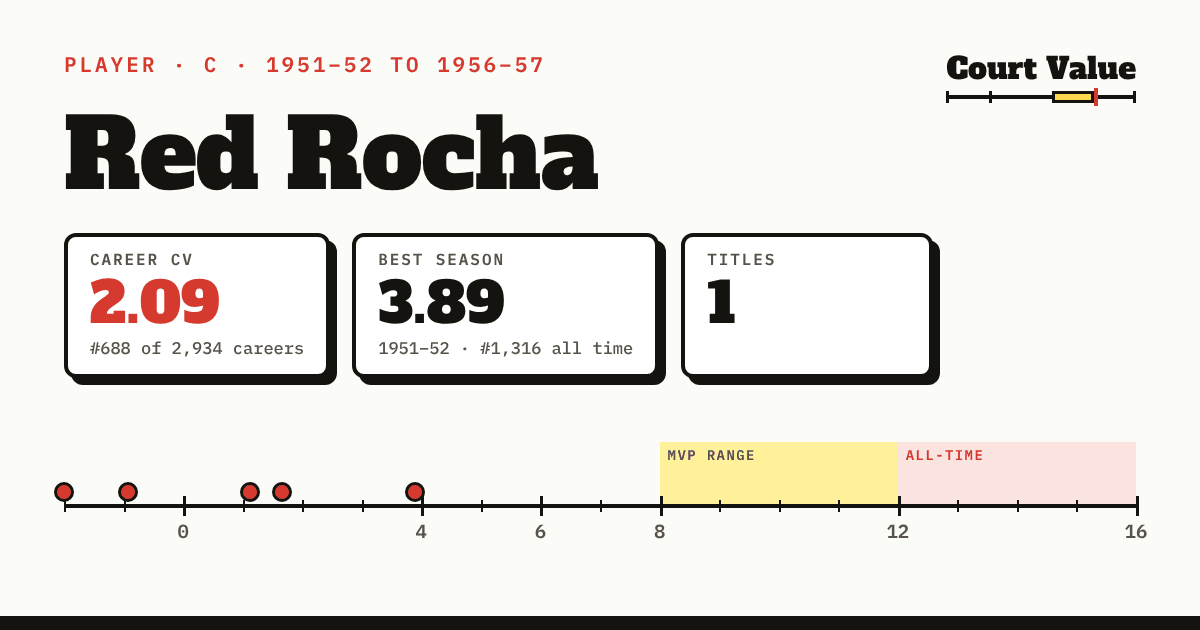 PLAYER · C · 1951–52 TO 1956–57
Court Value
Red Rocha
CAREER CV
2.09
#688 of 2,934 careers
BEST SEASON
3.89
1951–52 · #1,316 all time
TITLES
1
MVP RANGE
ALL-TIME
0 4 6 8 12 16